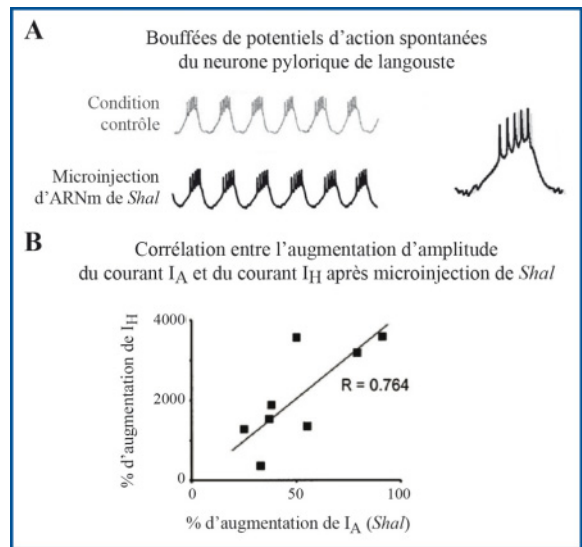 A
Bouffées de potentiels d'action spontanées
du neurone pylorique de langouste
Condition
contrôle
Microinjection
d'ARNm de Shal
B
Corrélation entre l'augmentation d'amplitude
du courant IA et du courant IH après microinjection de Shal
% d'augmentation de IH
4000
2000
0
R = 0.764
0
50
100
% d'augmentation de IA (Shal)